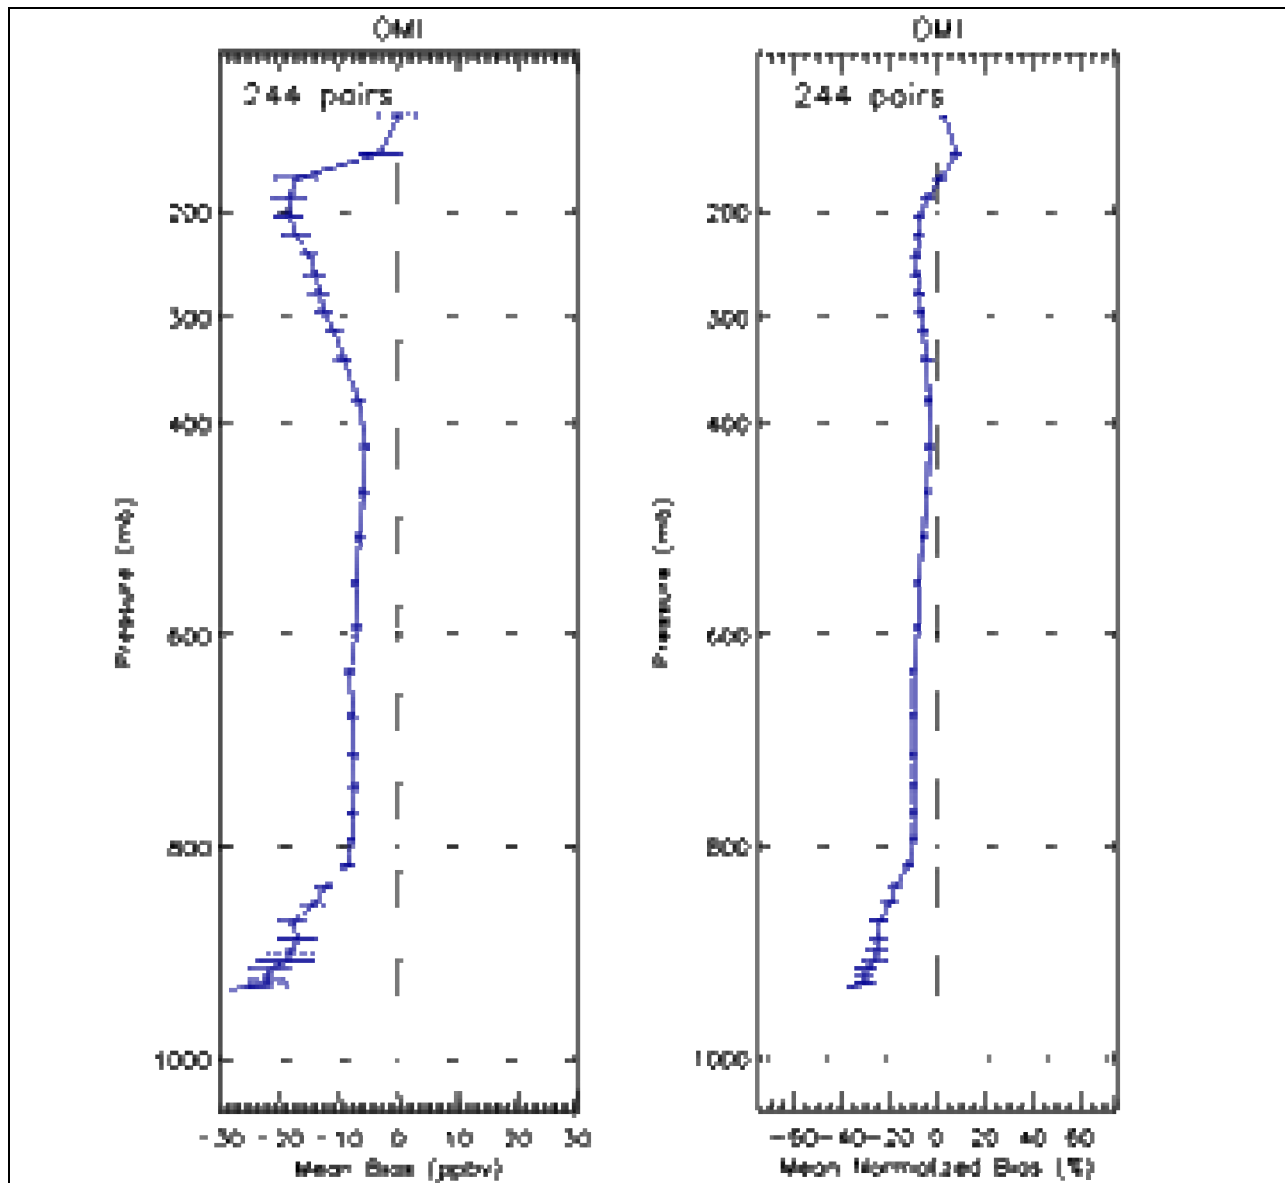 OMI
244 pairs
200
300
400
600
800
1000
Pressure (mb)
-30 -20 -10 0 10 20 30
Mean Bias (ppbv)
OMI
244 pairs
200
300
400
600
800
1000
Pressure (mb)
-60 -40 -20 0 20 40 60
Mean Normalized Bias (%)